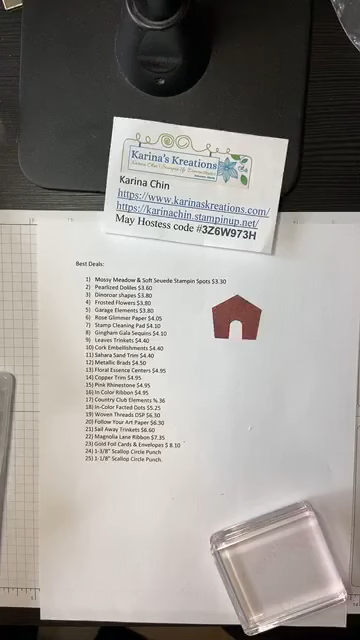 Karina's Kreations
Karina Chin
https://www.karinaskreations.com/
https://karinachin.stampinup.net/
May Hostess code #3Z6W973H
Best Deals:
1) Mossy Meadow & Soft Seuede Stampin Spots $3.30
2) Pearlized Doliles $3.60
3) Dinoroar shapes $3.80
4) Frosted Flowers $3.80
5) Garage Elements $3.80
6) Rose Glimmer Paper $4.05
7) Stamp Cleaning Pad $4.10
8) Gingham Gala Sequins $4.10
9) Leaves Trinkets $4.40
10) Cork Embellishments $4.40
11) Sahara Sand Trim $4.40
12) Metallic Brads $4.50
13) Floral Essence Centers $4.95
14) Copper Trim $4.95
15) Pink Rhinestone $4.95
16) In Color Ribbon $4.95
17) Country Club Elements %.36
18) In-Color Facted Dots $5.25
19) Woven Threads DSP $6.30
20) Follow Your Art Paper $6.30
21) Sail Away Trinkets $6.60
22) Magnolia Lane Ribbon $7.35
23) Gold Foil Cards & Envelopes $ 8.10
24) 1-3/8" Scallop Circle Punch
25) 1-1/8" Scallop Circle Punch.